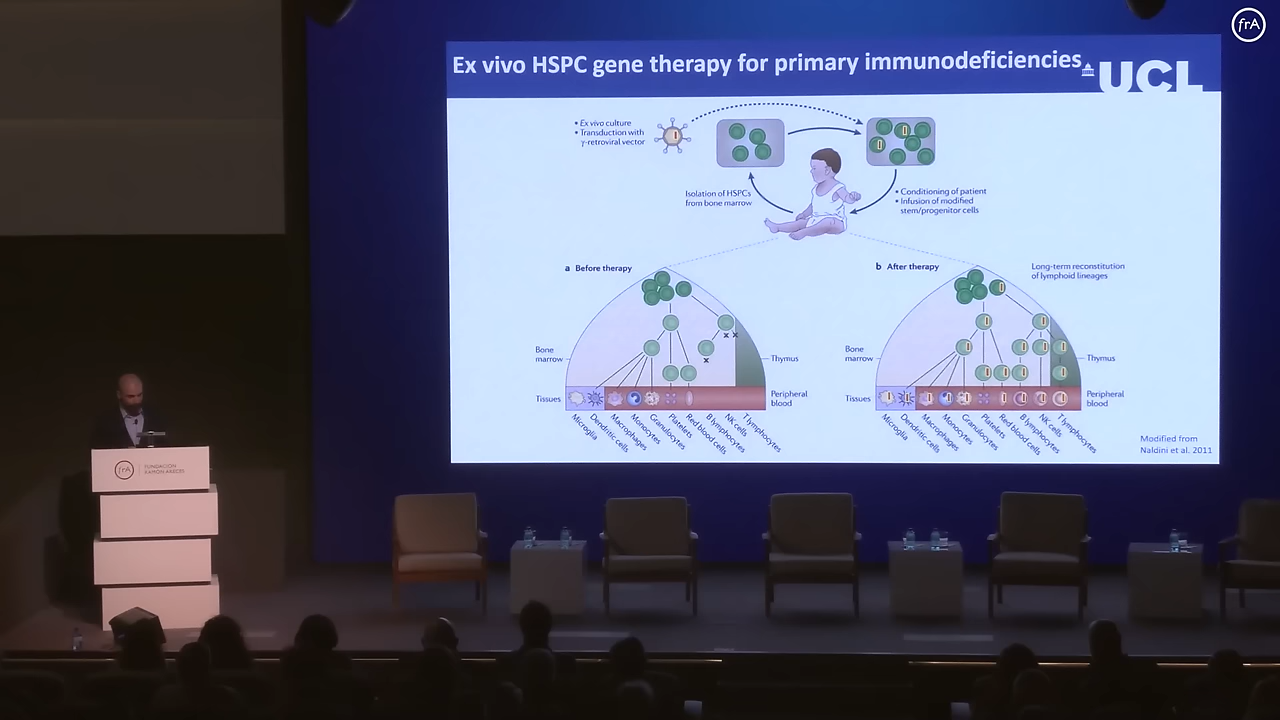 frA
Ex vivo HSPC gene therapy for primary immunodeficiencies
UCL
• Ex vivo culture
• Transduction with
γ-retroviral vector
Isolation of HSPCs
from bone marrow
• Conditioning of patient
• Infusion of modified
stem/progenitor cells
a Before therapy
Bone
marrow
Thymus
Tissues
Peripheral
blood
Microglia
Dendritic cells
Macrophages
Monocytes
Granulocytes
Platelets
Red blood cells
B lymphocytes
NK cells
T lymphocytes
b After therapy
Long-term reconstitution
of lymphoid lineages
Bone
marrow
Thymus
Tissues
Peripheral
blood
Microglia
Dendritic cells
Macrophages
Monocytes
Granulocytes
Platelets
Red blood cells
B lymphocytes
NK cells
T lymphocytes
Modified from
Naldini et al. 2011
frA
FUNDACIÓN
RAMÓN ARECES